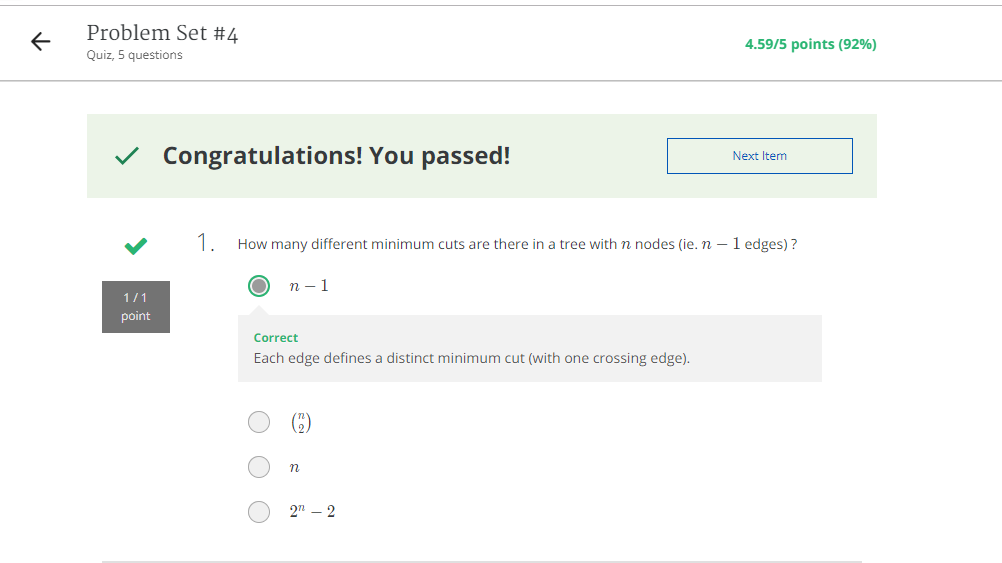 Problem Set #4
Quiz, 5 questions
4.59/5 points (92%)
Congratulations! You passed!
Next Item
1.
How many different minimum cuts are there in a tree with n nodes (ie. n − 1 edges) ?
1 / 1
point
n − 1
Correct
Each edge defines a distinct minimum cut (with one crossing edge).
(n 2)
n
2ⁿ − 2